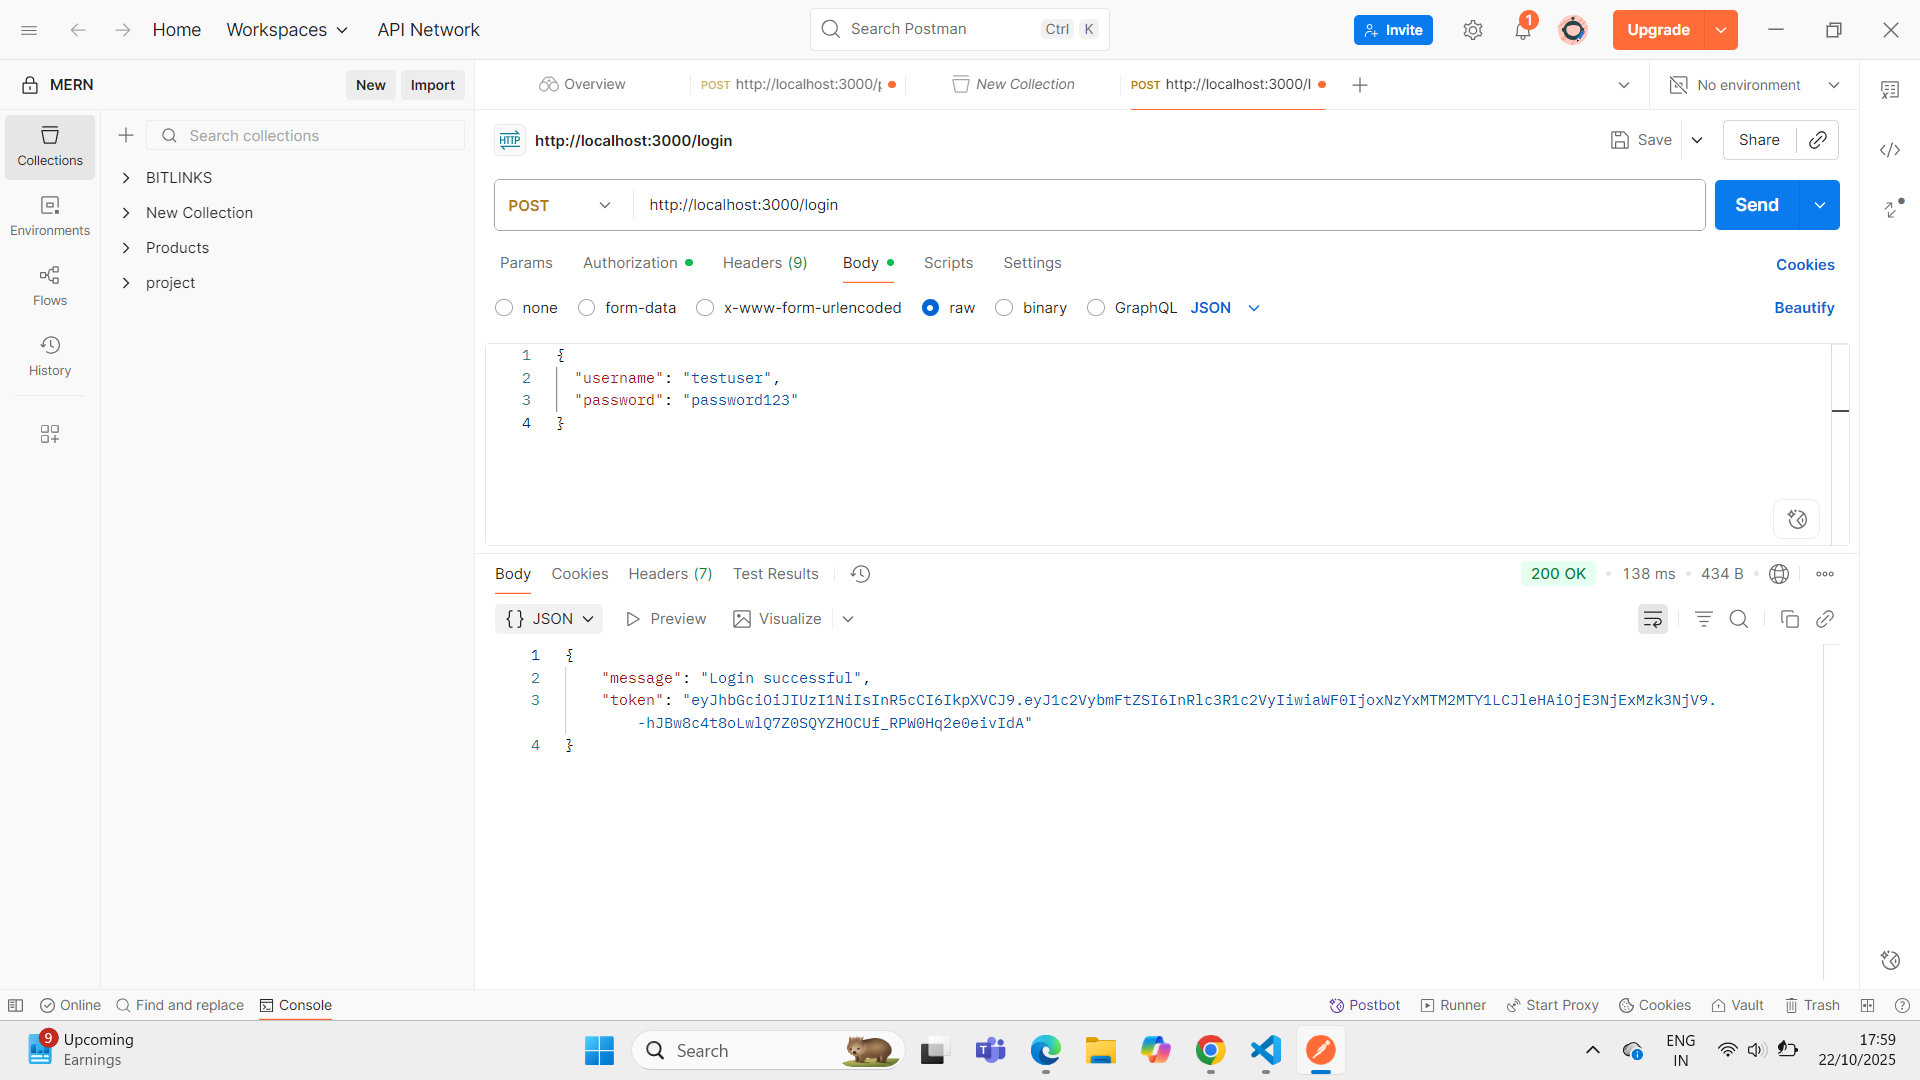 Home
Workspaces
API Network
Search Postman
Ctrl K
Invite
1
Upgrade
MERN
New
Import
Overview
POST http://localhost:3000/p
New Collection
POST http://localhost:3000/l
No environment
Collections
Environments
Flows
History
Search collections
BITLINKS
New Collection
Products
project
HTTP
http://localhost:3000/login
Save
Share
POST
http://localhost:3000/login
Send
Params
Authorization
Headers (9)
Body
Scripts
Settings
Cookies
none
form-data
x-www-form-urlencoded
raw
binary
GraphQL
JSON
Beautify
1 {
2 "username": "testuser",
3 "password": "password123"
4 }
Body
Cookies
Headers (7)
Test Results
200 OK
138 ms
434 B
{} JSON
Preview
Visualize
1 {
2 "message": "Login successful",
3 "token": "eyJhbGciOiJIUzI1NiIsInR5cCI6IkpXVCJ9.eyJ1c2VybmFtZSI6InRlc3R1c2VyIiwiaWF0IjoxNzYxMTM2MTY1LCJleHAiOjE3NjExMzk3NjV9.
-hJBw8c4t8oLwlQ7Z0SQYZHOCUf_RPW0Hq2e0eivIdA"
4 }
Online
Find and replace
Console
Postbot
Runner
Start Proxy
Cookies
Vault
Trash
9
Upcoming
Earnings
Search
ENG
IN
17:59
22/10/2025